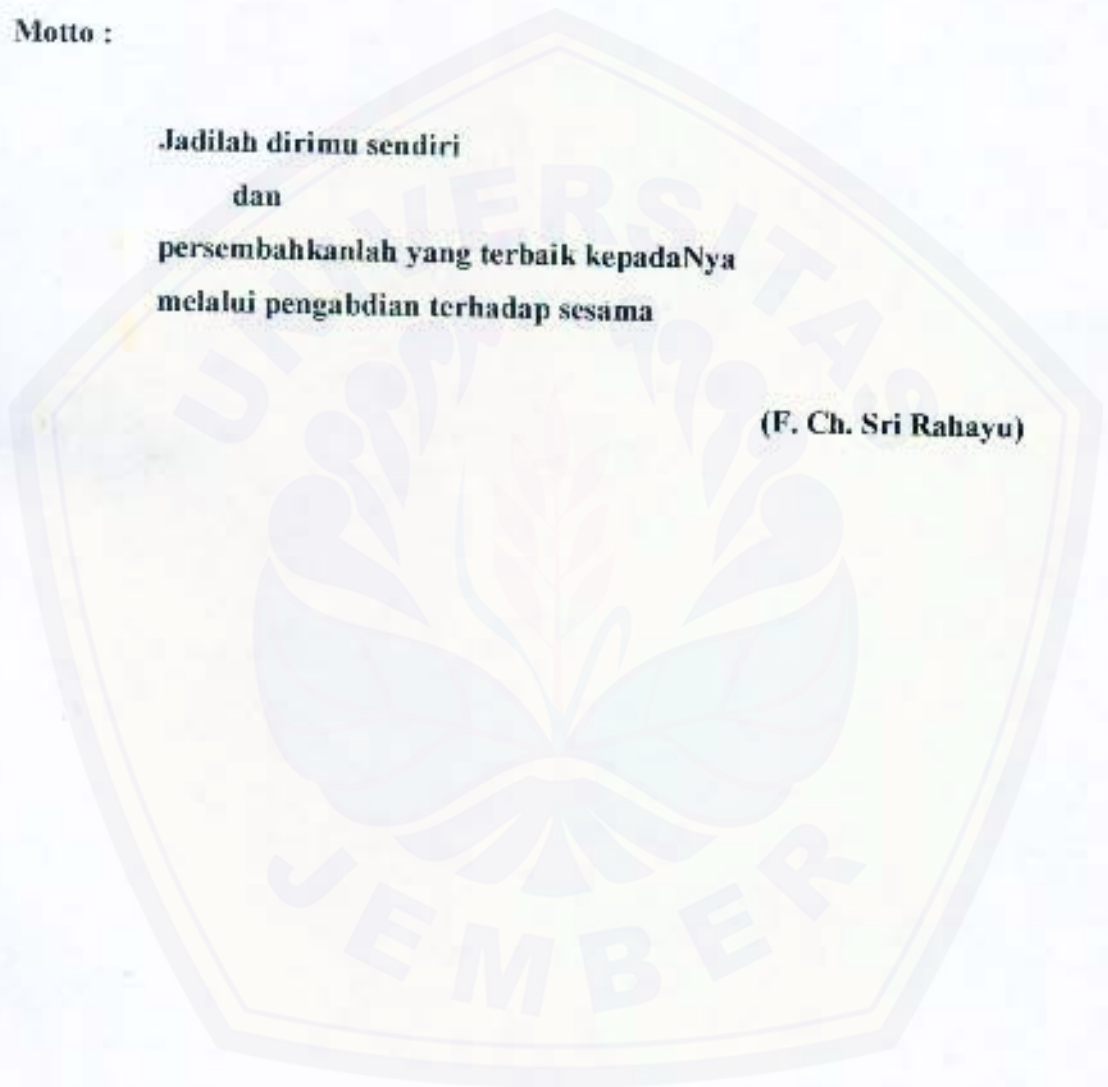 Motto :
Jadilah dirimu sendiri
dan
persembahkanlah yang terbaik kepadaNya
melalui pengabdian terhadap sesama
(F. Ch. Sri Rahayu)
UNIVERSITAS
JEMBER